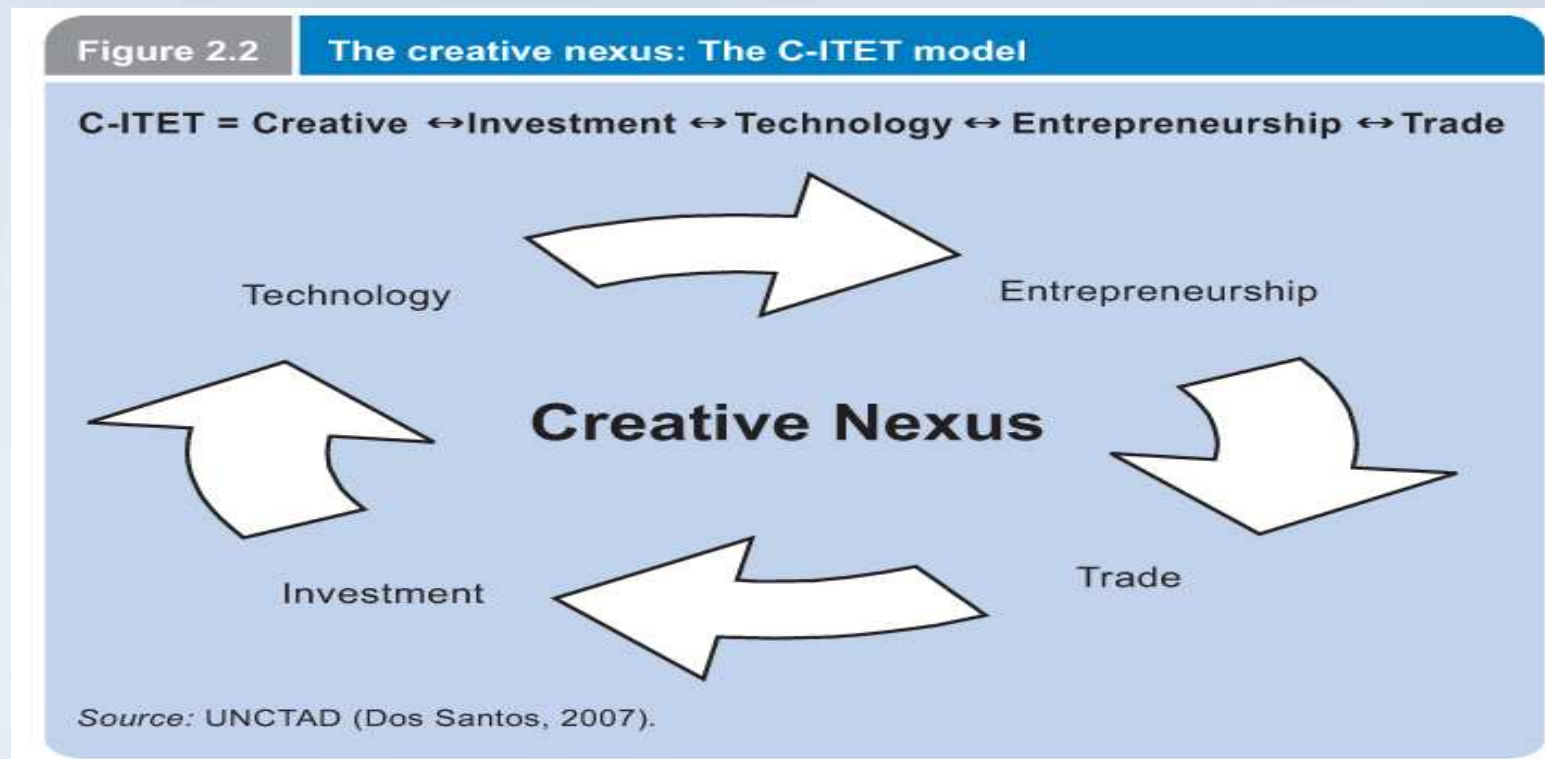 Figure 2.2
The creative nexus: The C-ITET model
C-ITET = Creative ↔Investment ↔ Technology ↔ Entrepreneurship ↔ Trade
Technology
Entrepreneurship
Creative Nexus
Investment
Trade
Source: UNCTAD (Dos Santos, 2007).